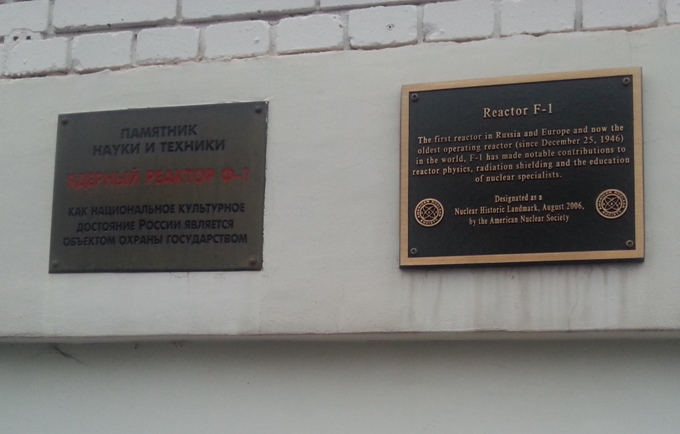 ПАМЯТНИК
НАУКИ И ТЕХНИКИ
ЯДЕРНЫЙ РЕАКТОР Ф-1
КАК НАЦИОНАЛЬНОЕ КУЛЬТУРНОЕ
ДОСТОЯНИЕ РОССИИ ЯВЛЯЕТСЯ
ОБЪЕКТОМ ОХРАНЫ ГОСУДАРСТВОМ
Reactor F-1
The first reactor in Russia and Europe and now the
oldest operating reactor (since December 25, 1946)
in the world, F-1 has made notable contributions to
reactor physics, radiation shielding and the education
of nuclear specialists.
Designated as a
Nuclear Historic Landmark, August 2006,
by the American Nuclear Society